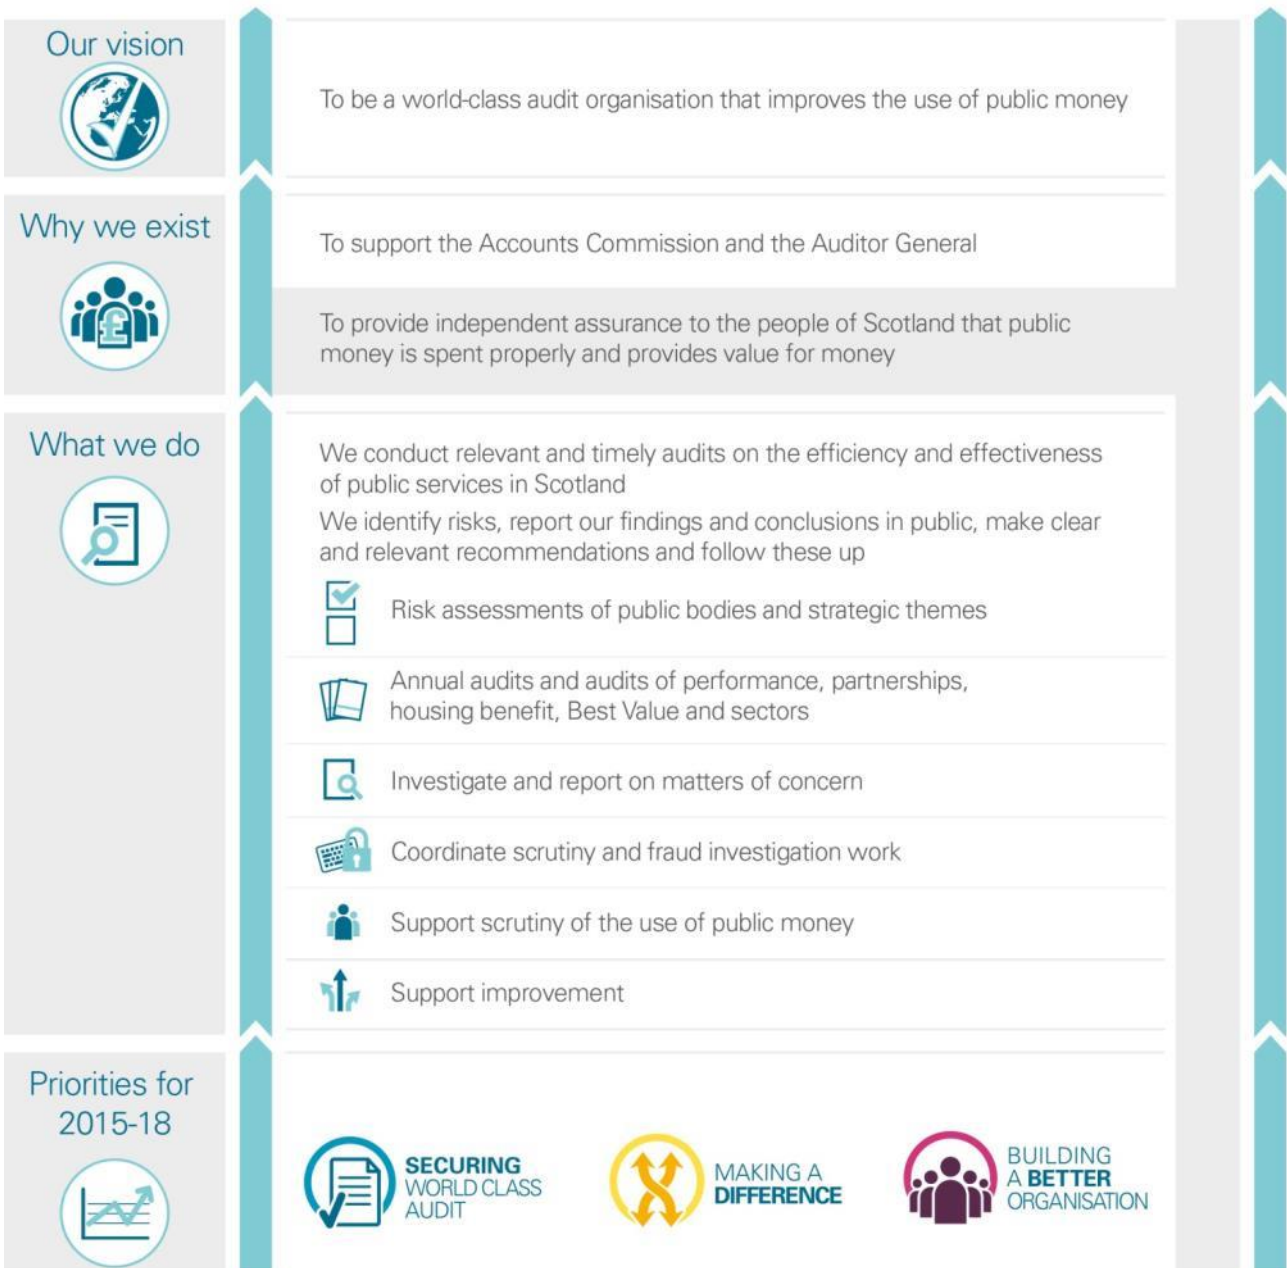 Our vision
To be a world-class audit organisation that improves the use of public money
Why we exist
To support the Accounts Commission and the Auditor General
£
To provide independent assurance to the people of Scotland that public
money is spent properly and provides value for money
What we do
We conduct relevant and timely audits on the efficiency and effectiveness
of public services in Scotland
We identify risks, report our findings and conclusions in public, make clear
and relevant recommendations and follow these up
Risk assessments of public bodies and strategic themes
Annual audits and audits of performance, partnerships,
housing benefit, Best Value and sectors
Investigate and report on matters of concern
Coordinate scrutiny and fraud investigation work
Support scrutiny of the use of public money
Support improvement
Priorities for
2015-18
SECURING
WORLD CLASS
AUDIT
MAKING A
DIFFERENCE
BUILDING
A BETTER
ORGANISATION